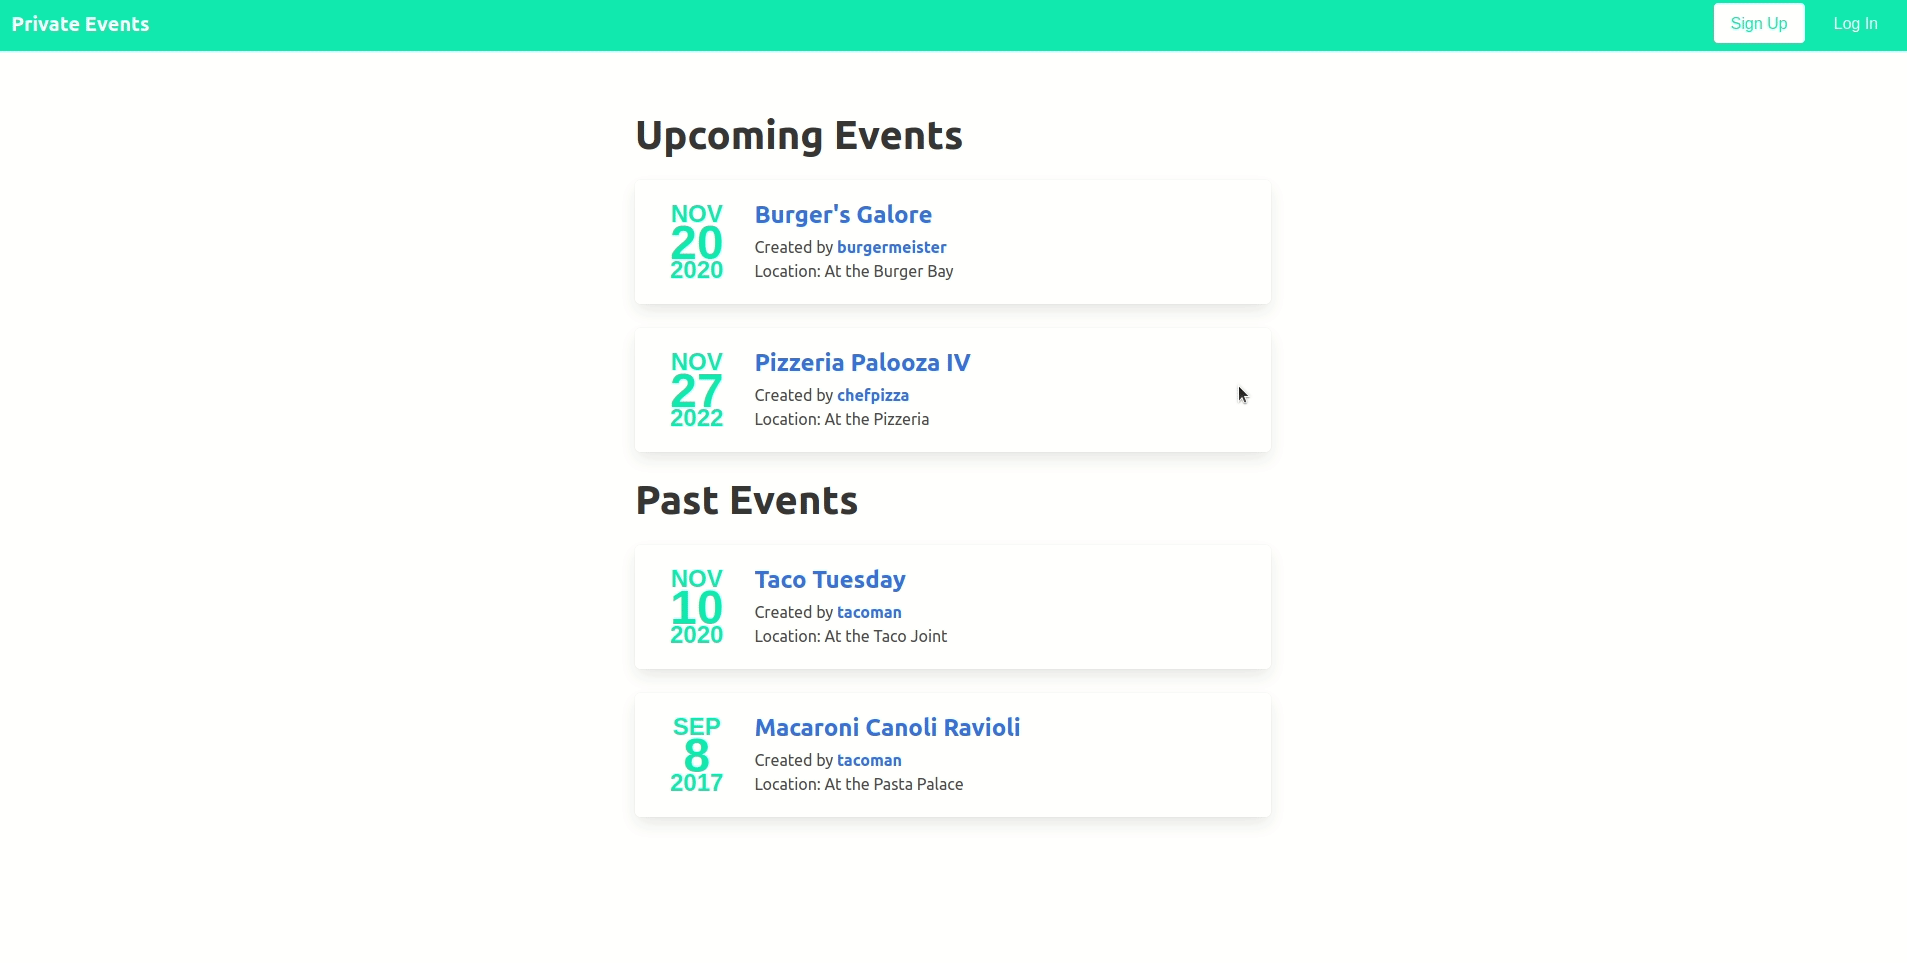 Private Events
Sign Up
Log In
Upcoming Events
NOV
20
2020
Burger's Galore
Created by burgermeister
Location: At the Burger Bay
NOV
27
2022
Pizzeria Palooza IV
Created by chefpizza
Location: At the Pizzeria
Past Events
NOV
10
2020
Taco Tuesday
Created by tacoman
Location: At the Taco Joint
SEP
8
2017
Macaroni Canoli Ravioli
Created by tacoman
Location: At the Pasta Palace